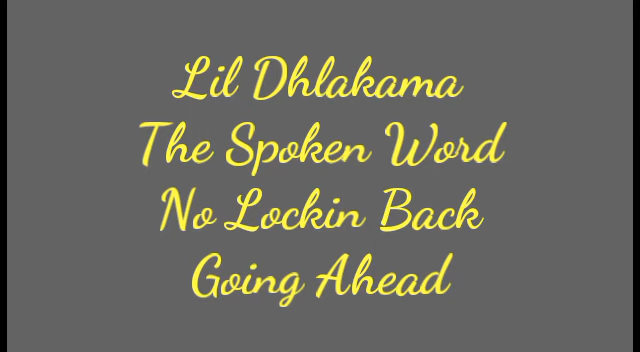 Lil Dhlakama
The Spoken Word
No Lockin Back
Going Ahead